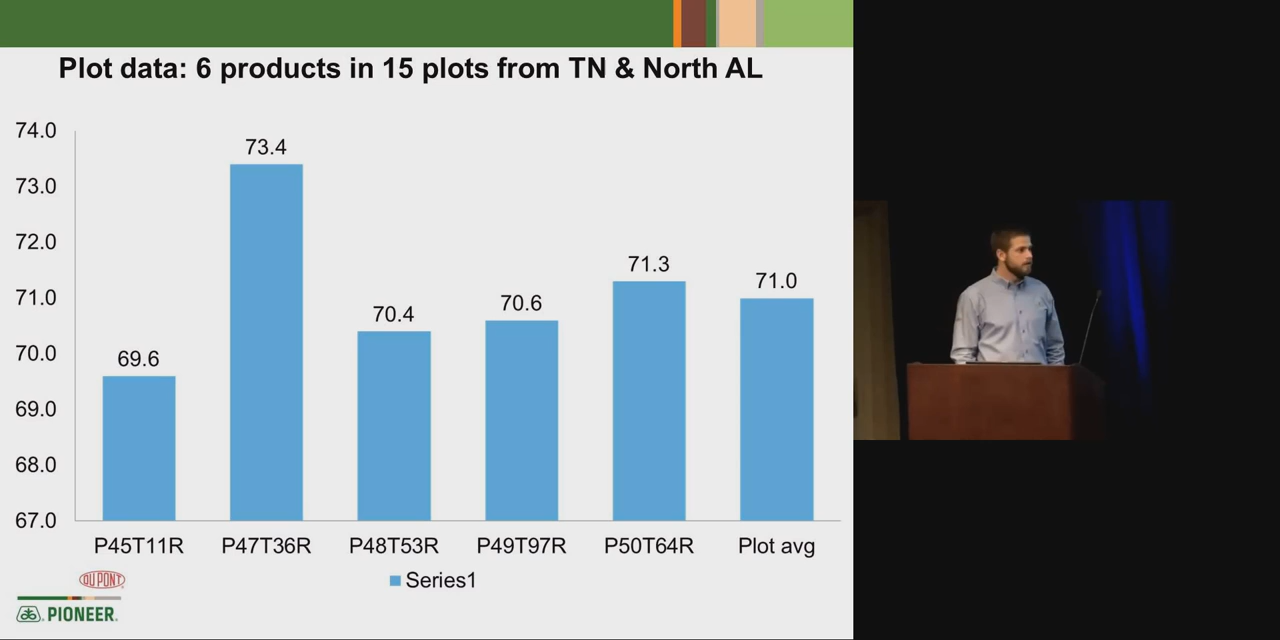 Plot data: 6 products in 15 plots from TN & North AL
74.0
73.0
72.0
71.0
70.0
69.0
68.0
67.0
69.6
73.4
70.4
70.6
71.3
71.0
P45T11R P47T36R P48T53R P49T97R P50T64R Plot avg
Series1
DU PONT
PIONEER